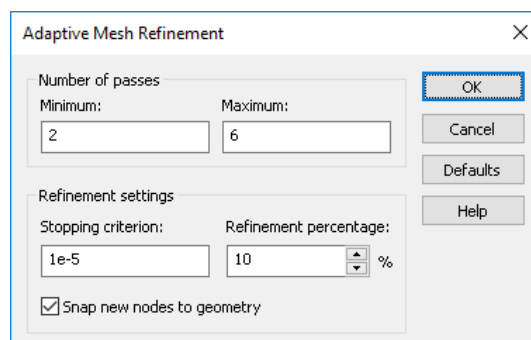 Adaptive Mesh Refinement
Number of passes
Minimum: Maximum:
2 6
OK
Cancel
Defaults
Help
Refinement settings
Stopping criterion: Refinement percentage:
1e-5 10 %
Snap new nodes to geometry